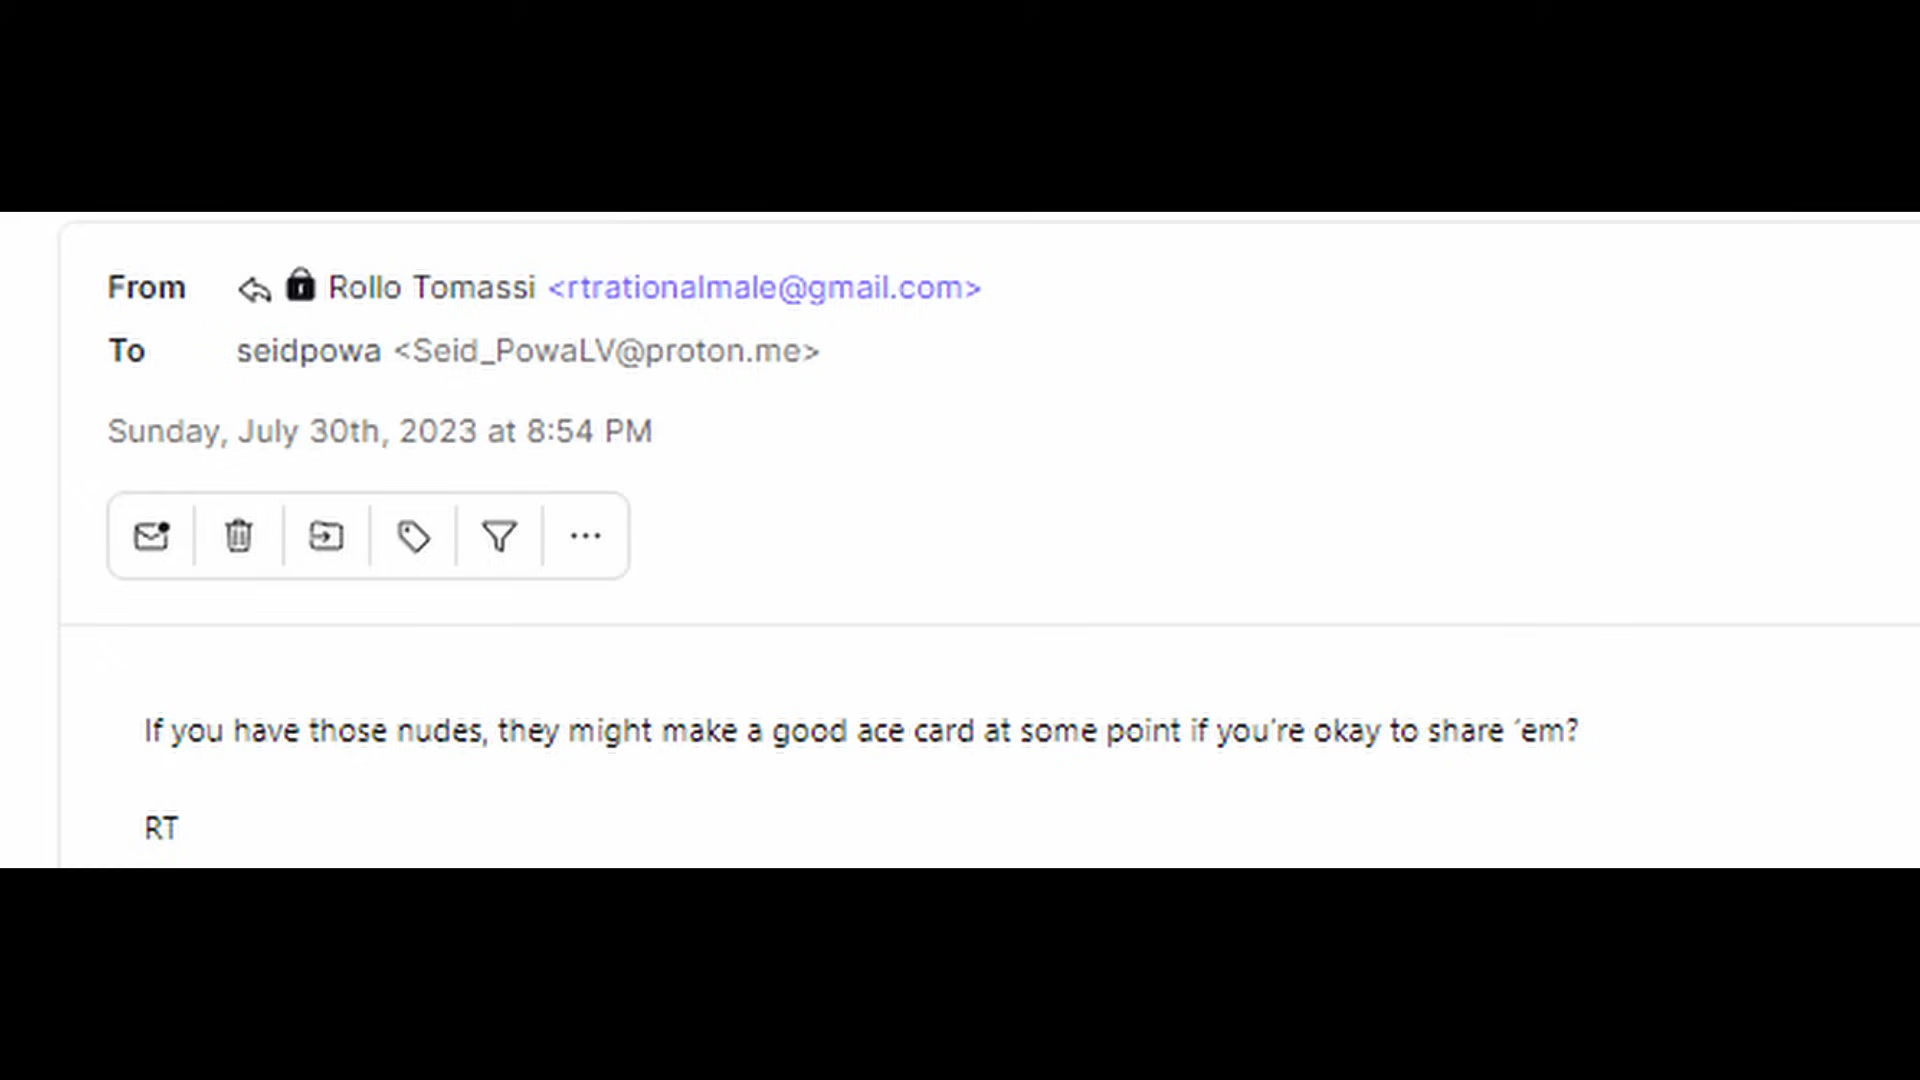 From Rollo Tomassi <rtrationalmale@gmail.com>
To seidpowa <Seid_PowaLV@proton.me>
Sunday, July 30th, 2023 at 8:54 PM
If you have those nudes, they might make a good ace card at some point if you're okay to share ´em?
RT